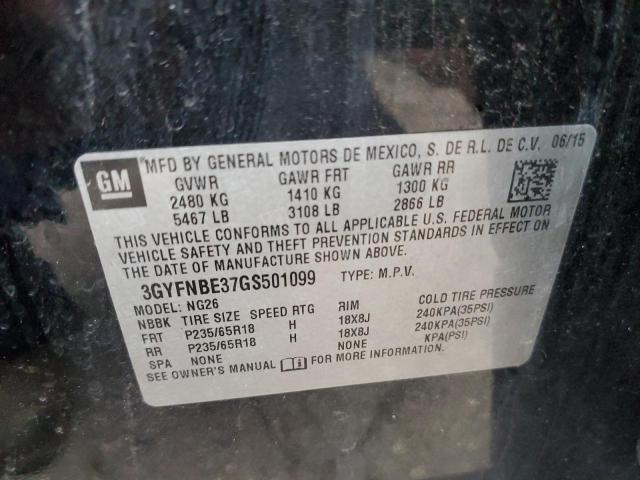 GM
MFD BY GENERAL MOTORS DE MEXICO, S. DE R.L. DE C.V. 06/15
GVWR GAWR FRT GAWR RR
2480 KG 1410 KG 1300 KG
5467 LB 3108 LB 2866 LB
THIS VEHICLE CONFORMS TO ALL APPLICABLE U.S. FEDERAL MOTOR
VEHICLE SAFETY AND THEFT PREVENTION STANDARDS IN EFFECT ON
THE DATE OF MANUFACTURE SHOWN ABOVE.
3GYFNBE37GS501099 TYPE: M.P.V.
MODEL: NG26
NBBK TIRE SIZE SPEED RTG RIM COLD TIRE PRESSURE
FRT P235/65R18 H 18X8J 240KPA(35PSI)
RR P235/65R18 H 18X8J 240KPA(35PSI)
SPA NONE NONE KPA(PSI)
SEE OWNER'S MANUAL FOR MORE INFORMATION.